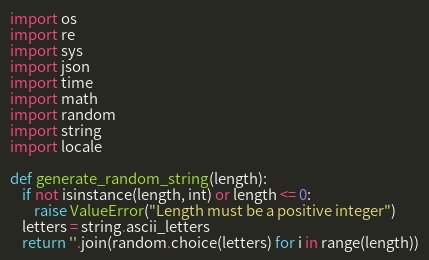 import os
import re
import sys
import json
import time
import math
import random
import string
import locale

def generate_random_string(length):
    if not isinstance(length, int) or length <= 0:
        raise ValueError("Length must be a positive integer")
    letters = string.ascii_letters
    return ''.join(random.choice(letters) for i in range(length))